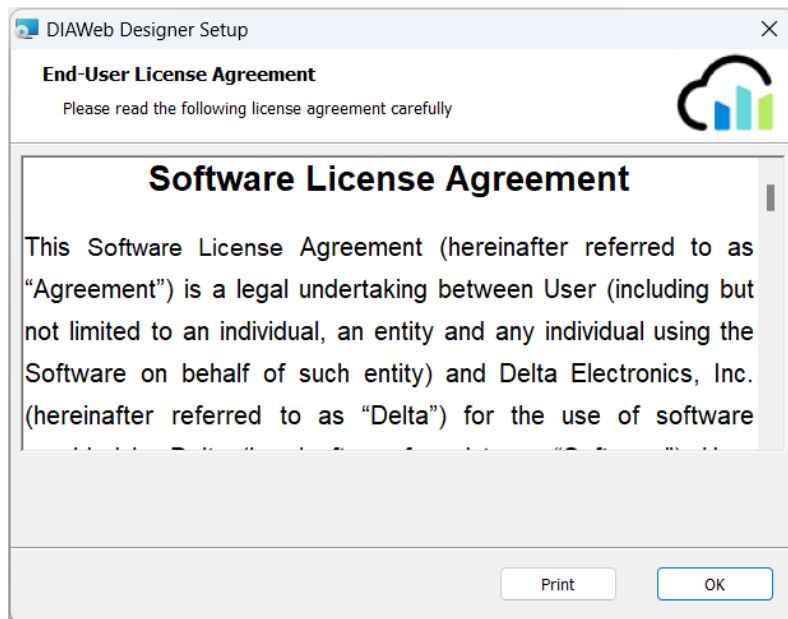 DIAWeb Designer Setup
End-User License Agreement
Please read the following license agreement carefully
Software License Agreement
This Software License Agreement (hereinafter referred to as
“Agreement”) is a legal undertaking between User (including but
not limited to an individual, an entity and any individual using the
Software on behalf of such entity) and Delta Electronics, Inc.
(hereinafter referred to as “Delta”) for the use of software
Print
OK